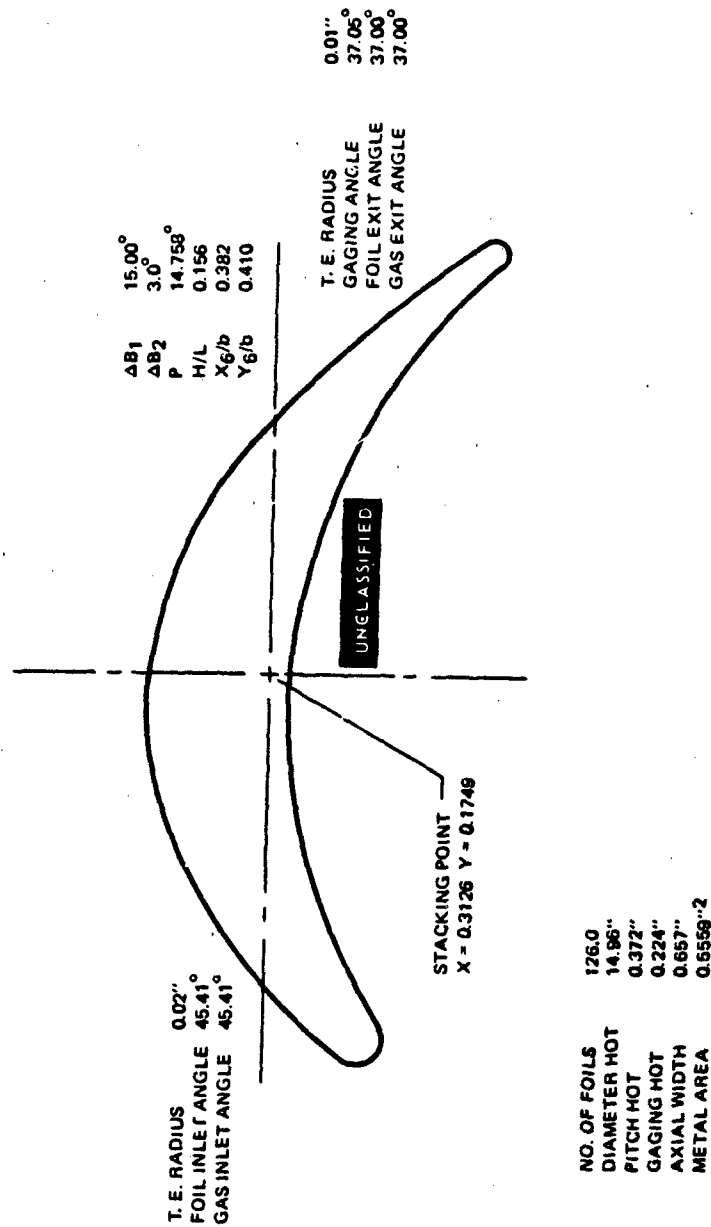 T. E. RADIUS 0.02"
FOIL INLET ANGLE 45.41°
GAS INLET ANGLE 45.41°
ΔB1 15.00°
ΔB2 3.0°
P 14.758°
H/L 0.156
X6/b 0.382
Y6/b 0.410
T. E. RADIUS 0.01"
GAGING ANGLE 37.05°
FOIL EXIT ANGLE 37.00°
GAS EXIT ANGLE 37.00°
UNCLASSIFIED
STACKING POINT
X = 0.3126 Y = 0.1749
NO. OF FOILS 126.0
DIAMETER HOT 14.96"
PITCH HOT 0.372"
GAGING HOT 0.224"
AXIAL WIDTH 0.657"
METAL AREA 0.5559"2